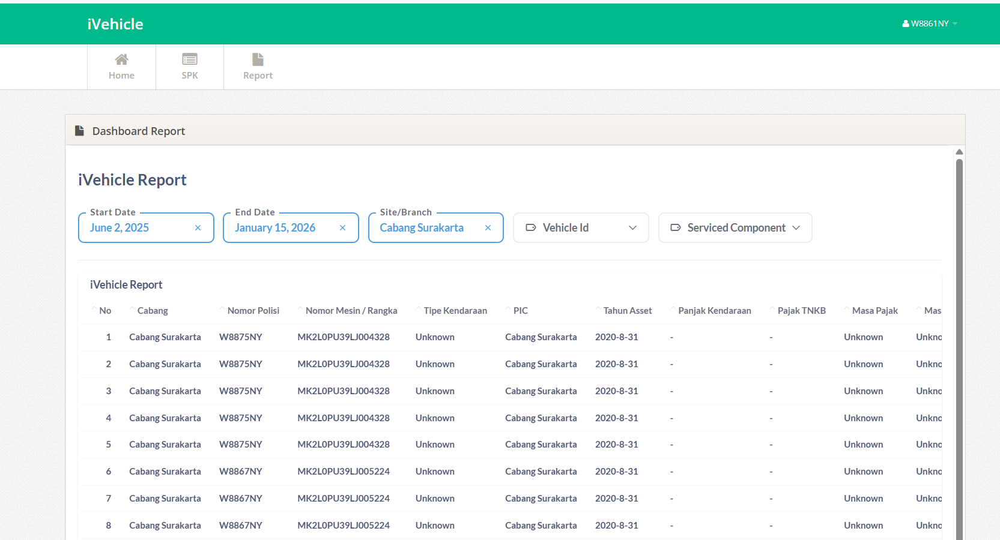 iVehicle
W8861NY
Home SPK Report
Dashboard Report
iVehicle Report
Start Date End Date Site/Branch
June 2, 2025 January 15, 2026 Cabang Surakarta Vehicle Id Serviced Component
iVehicle Report
No Cabang Nomor Polisi Nomor Mesin / Rangka Tipe Kendaraan PIC Tahun Asset Panjak Kendaraan Pajak TNKB Masa Pajak Mas
1 Cabang Surakarta W8875NY MK2L0PU39LJ004328 Unknown Cabang Surakarta 2020-8-31 - - Unknown Unkno
2 Cabang Surakarta W8875NY MK2L0PU39LJ004328 Unknown Cabang Surakarta 2020-8-31 - - Unknown Unkno
3 Cabang Surakarta W8875NY MK2L0PU39LJ004328 Unknown Cabang Surakarta 2020-8-31 - - Unknown Unkno
4 Cabang Surakarta W8875NY MK2L0PU39LJ004328 Unknown Cabang Surakarta 2020-8-31 - - Unknown Unkno
5 Cabang Surakarta W8875NY MK2L0PU39LJ004328 Unknown Cabang Surakarta 2020-8-31 - - Unknown Unkno
6 Cabang Surakarta W8867NY MK2L0PU39LJ005224 Unknown Cabang Surakarta 2020-8-31 - - Unknown Unkno
7 Cabang Surakarta W8867NY MK2L0PU39LJ005224 Unknown Cabang Surakarta 2020-8-31 - - Unknown Unkno
8 Cabang Surakarta W8867NY MK2L0PU39LJ005224 Unknown Cabang Surakarta 2020-8-31 - - Unknown Unkno